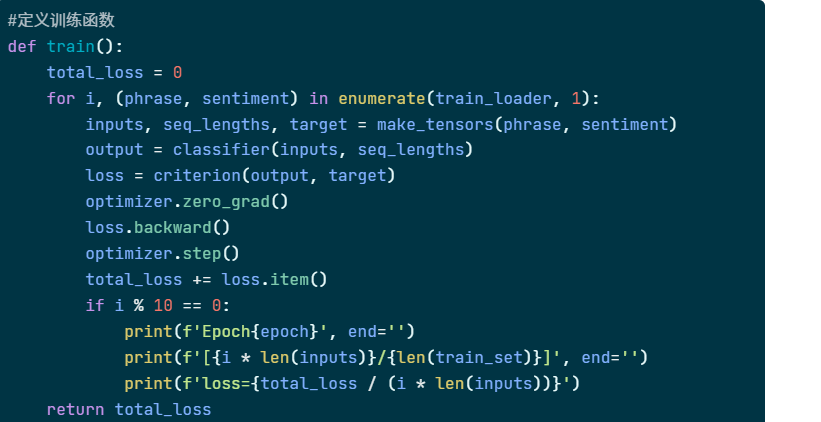 #定义训练函数
def train():
    total_loss = 0
    for i, (phrase, sentiment) in enumerate(train_loader, 1):
        inputs, seq_lengths, target = make_tensors(phrase, sentiment)
        output = classifier(inputs, seq_lengths)
        loss = criterion(output, target)
        optimizer.zero_grad()
        loss.backward()
        optimizer.step()
        total_loss += loss.item()
        if i % 10 == 0:
            print(f'Epoch{epoch}', end='')
            print(f'[{i * len(inputs)}/{len(train_set)}]', end='')
            print(f'loss={total_loss / (i * len(inputs))}')
    return total_loss